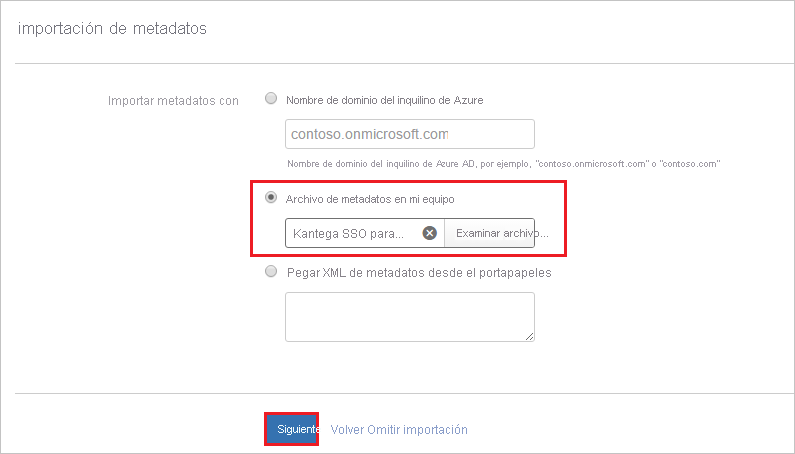 importación de metadatos
Importar metadatos con
Nombre de dominio del inquilino de Azure
contoso.onmicrosoft.com
Nombre de dominio del inquilino de Azure AD, por ejemplo, "contoso.onmicrosoft.com" o "contoso.com"
Archivo de metadatos en mi equipo
Kantega SSO para... Examinar archivo...
Pegar XML de metadatos desde el portapapeles
Siguiente Volver Omitir importación